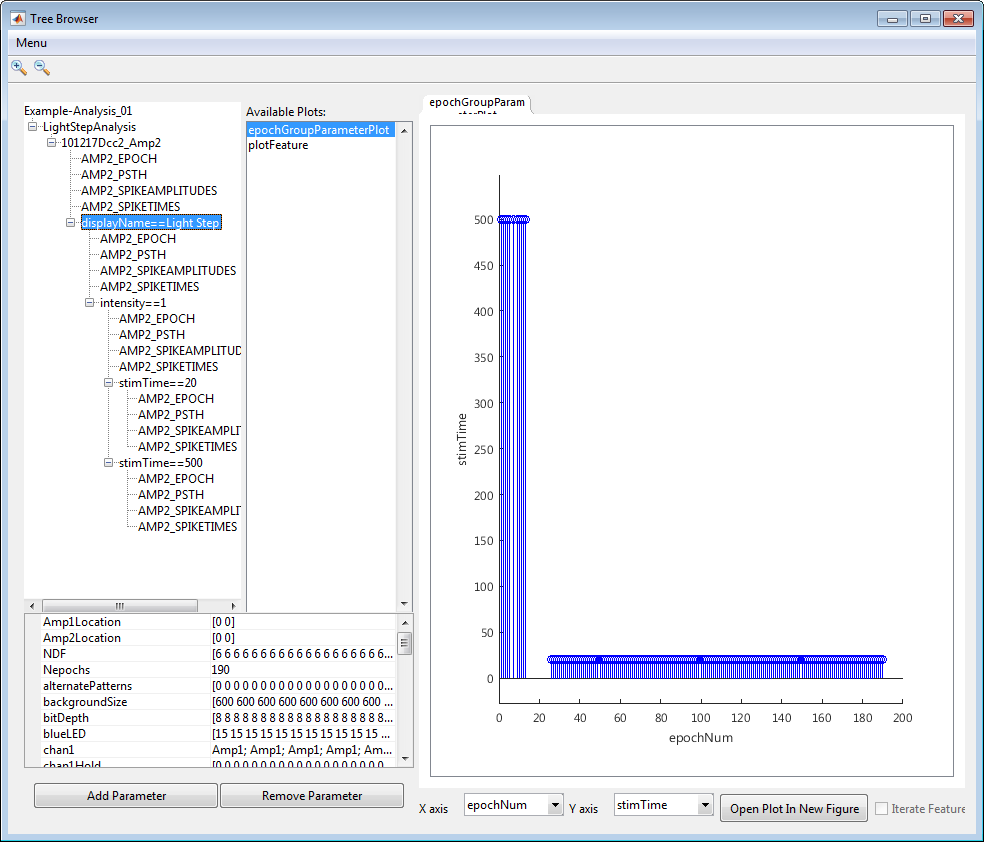 Tree Browser
Menu
Example-Analysis_01
LightStepAnalysis
101217Dcc2_Amp2
AMP2_EPOCH
AMP2_PSTH
AMP2_SPIKEAMPLITUDES
AMP2_SPIKETIMES
displayName==Light Step
AMP2_EPOCH
AMP2_PSTH
AMP2_SPIKEAMPLITUDES
AMP2_SPIKETIMES
intensity==1
AMP2_EPOCH
AMP2_PSTH
AMP2_SPIKEAMPLITUD
AMP2_SPIKETIMES
stimTime==20
AMP2_EPOCH
AMP2_PSTH
AMP2_SPIKEAMPLI
AMP2_SPIKETIMES
stimTime==500
AMP2_EPOCH
AMP2_PSTH
AMP2_SPIKEAMPLI
AMP2_SPIKETIMES
Available Plots:
epochGroupParameterPlot
plotFeature
Amp1Location [0 0]
Amp2Location [0 0]
NDF [6 6 6 6 6 6 6 6 6 6 6 6 6 6 6 6 6 6 6...
Nepochs 190
alternatePatterns [0 0 0 0 0 0 0 0 0 0 0 0 0 0 0 0 0 0 0...
backgroundSize [600 600 600 600 600 600 600 600 ...
bitDepth [8 8 8 8 8 8 8 8 8 8 8 8 8 8 8 8 8 8 8...
blueLED [15 15 15 15 15 15 15 15 15 15 15 ...
chan1 Amp1; Amp1; Amp1; Amp1; Am...
chan1Hold [0 0 0 0 0 0 0 0 0 0 0 0 0 0 0 0 0 0 0
Add Parameter
Remove Parameter
epochGroupParam
eterPlot
500
450
400
350
300
250
200
150
100
50
0
stimTime
0 20 40 60 80 100 120 140 160 180 200
epochNum
X axis epochNum Y axis stimTime Open Plot In New Figure Iterate Feature